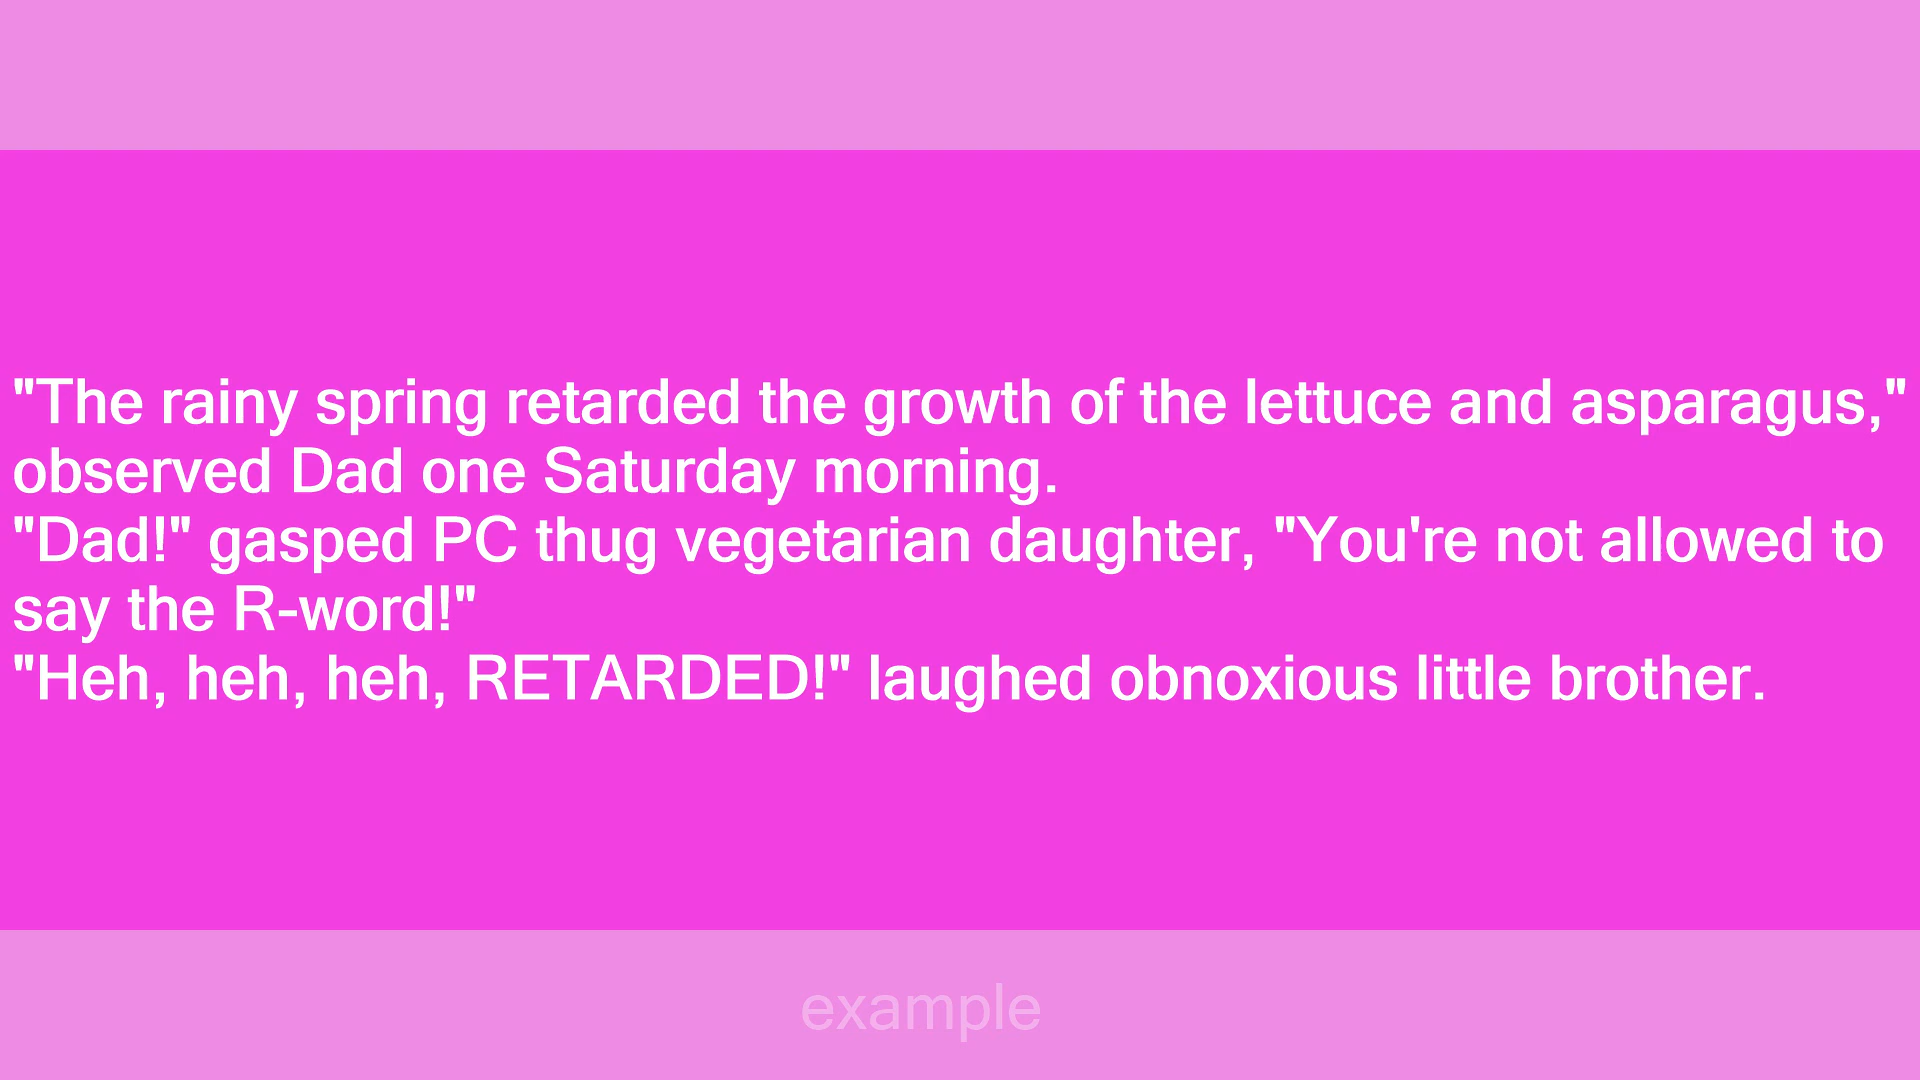 "The rainy spring retarded the growth of the lettuce and asparagus,"
observed Dad one Saturday morning.
"Dad!" gasped PC thug vegetarian daughter, "You're not allowed to
say the R-word!"
"Heh, heh, heh, RETARDED!" laughed obnoxious little brother.
example